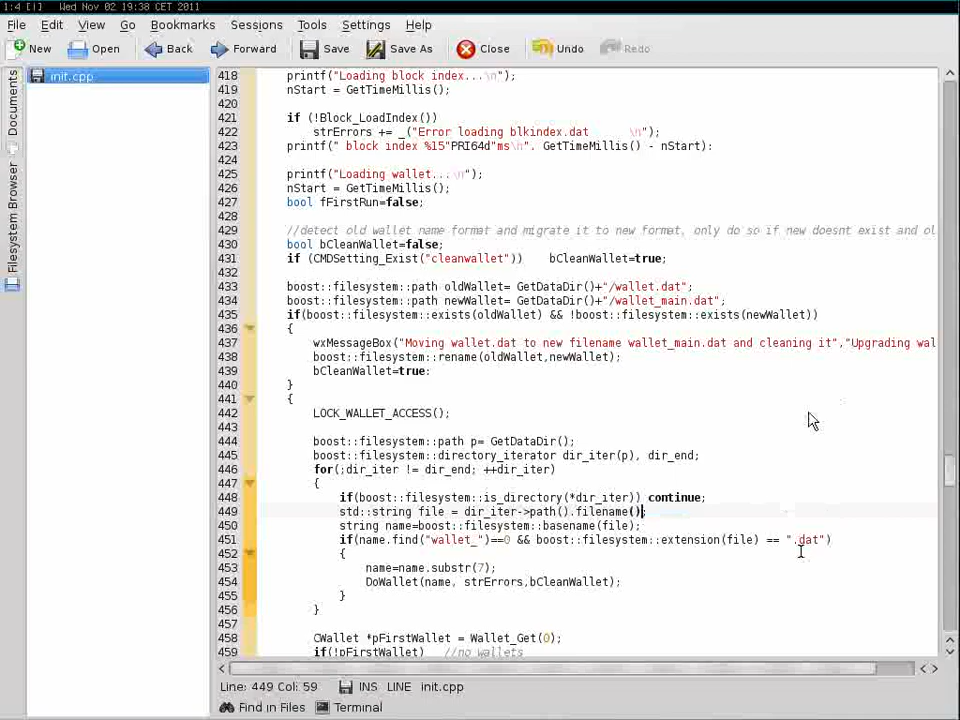 1:4 [|] Wed Nov 02 19:38 CET 2011
File Edit View Go Bookmarks Sessions Tools Settings Help
New Open Back Forward Save Save As Close Undo Redo
Documents
Filesystem Browser
init.cpp
418 printf("Loading block index...\n");
419 nStart = GetTimeMillis();
420
421 if (!Block_LoadIndex())
422 strErrors += _("Error loading blkindex.dat \n");
423 printf(" block index %15"PRI64d"ms\n". GetTimeMillis() - nStart):
424
425 printf("Loading wallet...\n");
426 nStart = GetTimeMillis();
427 bool fFirstRun=false;
428
429 //detect old wallet name format and migrate it to new format, only do so if new doesnt exist and ol
430 bool bCleanWallet=false;
431 if (CMDSetting_Exist("cleanwallet")) bCleanWallet=true;
432
433 boost::filesystem::path oldWallet= GetDataDir()+"/wallet.dat";
434 boost::filesystem::path newWallet= GetDataDir()+"/wallet_main.dat";
435 if(boost::filesystem::exists(oldWallet) && !boost::filesystem::exists(newWallet))
436 {
437 wxMessageBox("Moving wallet.dat to new filename wallet_main.dat and cleaning it","Upgrading wal
438 boost::filesystem::rename(oldWallet,newWallet);
439 bCleanWallet=true:
440 }
441 {
442 LOCK_WALLET_ACCESS();
443
444 boost::filesystem::path p= GetDataDir();
445 boost::filesystem::directory_iterator dir_iter(p), dir_end;
446 for(;dir_iter != dir_end; ++dir_iter)
447 {
448 if(boost::filesystem::is_directory(*dir_iter)) continue;
449 std::string file = dir_iter->path().filename();
450 string name=boost::filesystem::basename(file);
451 if(name.find("wallet_")==0 && boost::filesystem::extension(file) == ".dat")
452 {
453 name=name.substr(7);
454 DoWallet(name, strErrors,bCleanWallet);
455 }
456 }
457
458 CWallet *pFirstWallet = Wallet_Get(0);
459 if(!pFirstWallet) //no wallets
Line: 449 Col: 59 INS LINE init.cpp
Find in Files Terminal